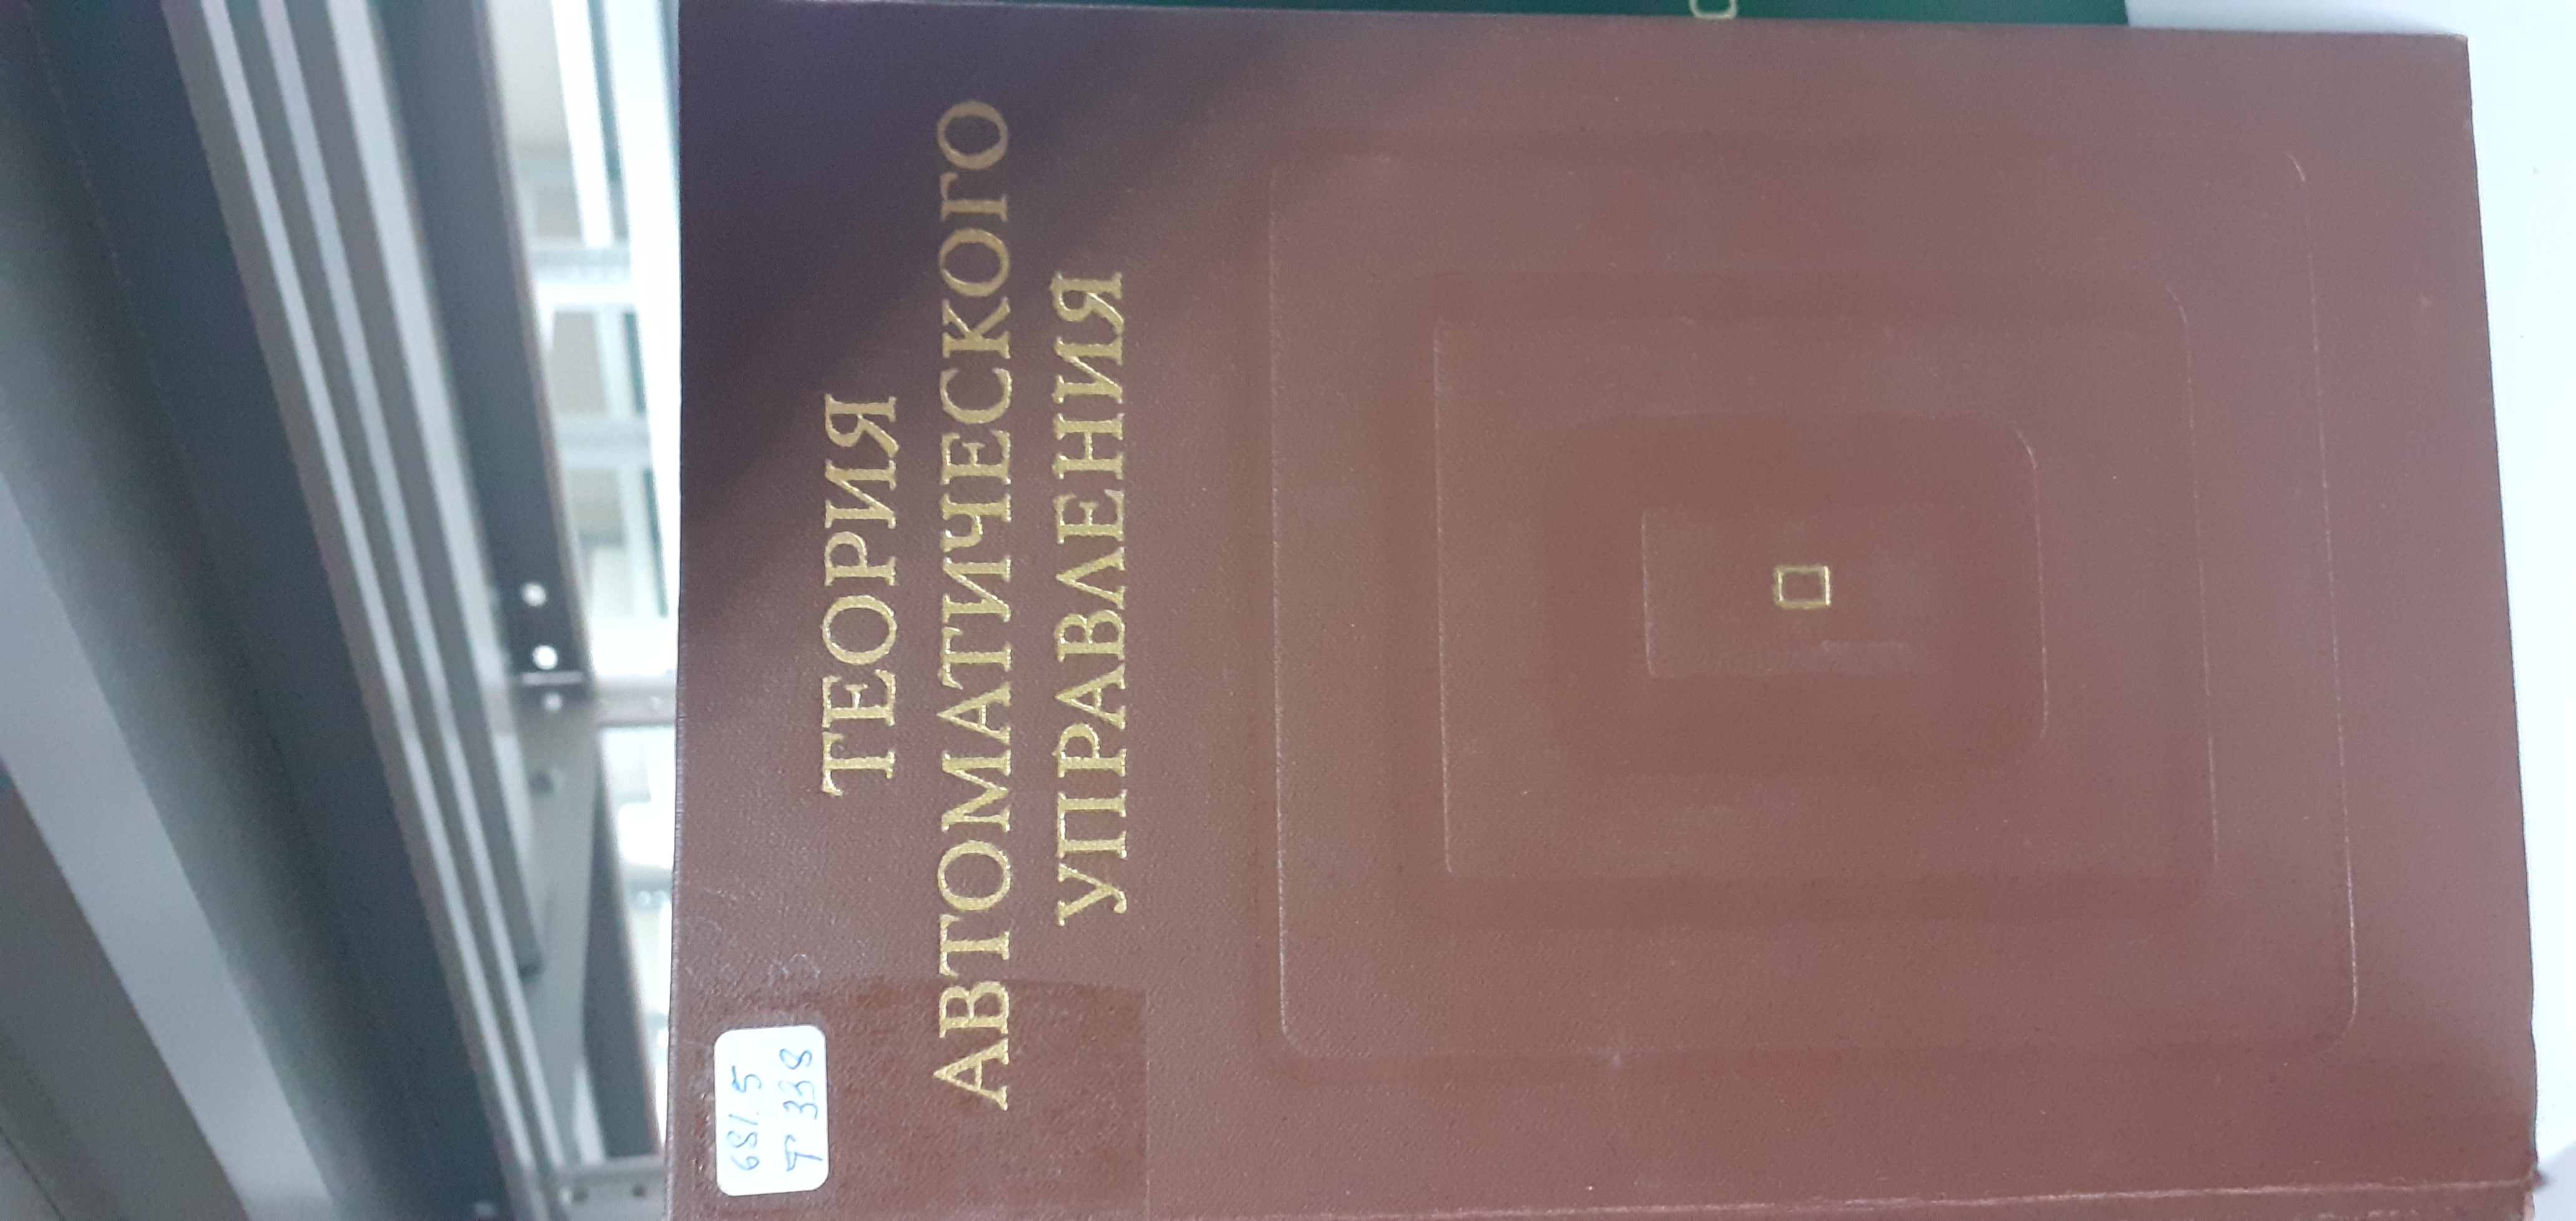 ТЕОРИЯ
АВТОМАТИЧЕСКОГО
УПРАВЛЕНИЯ
681.5
Т 338